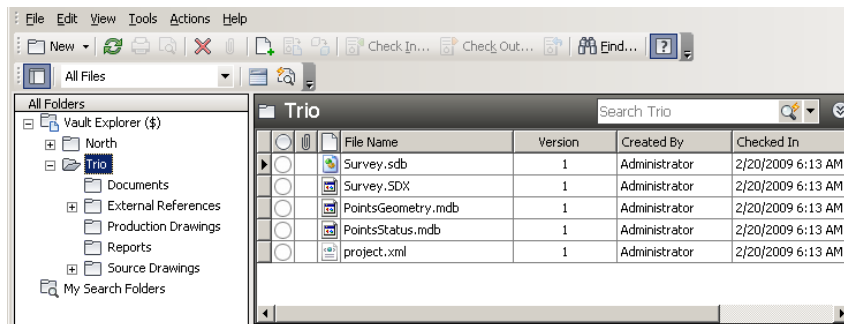 File Edit View Tools Actions Help
New Check In... Check Out... Find... ?
All Files
All Folders
Vault Explorer ($)
North
Trio
Documents
External References
Production Drawings
Reports
Source Drawings
My Search Folders
Trio Search Trio
File Name Version Created By Checked In
Survey.sdb 1 Administrator 2/20/2009 6:13 AM
Survey.SDX 1 Administrator 2/20/2009 6:13 AM
PointsGeometry.mdb 1 Administrator 2/20/2009 6:13 AM
PointsStatus.mdb 1 Administrator 2/20/2009 6:13 AM
project.xml 1 Administrator 2/20/2009 6:13 AM